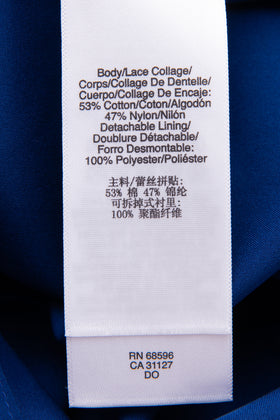 Body/Lace Collage/
Corps/Collage De Dentelle/
Cuerpo/Collage De Encaje:
53% Cotton/Coton/Algodón
47% Nylon/Nilón
Detachable Lining/
Doublure Détachable/
Forro Desmontable:
100% Polyester/Poliéster
主料/蕾丝拼贴:
53% 棉 47% 锦纶
可拆掉式衬里:
100% 聚酯纤维
RN 68596
CA 31127
DO